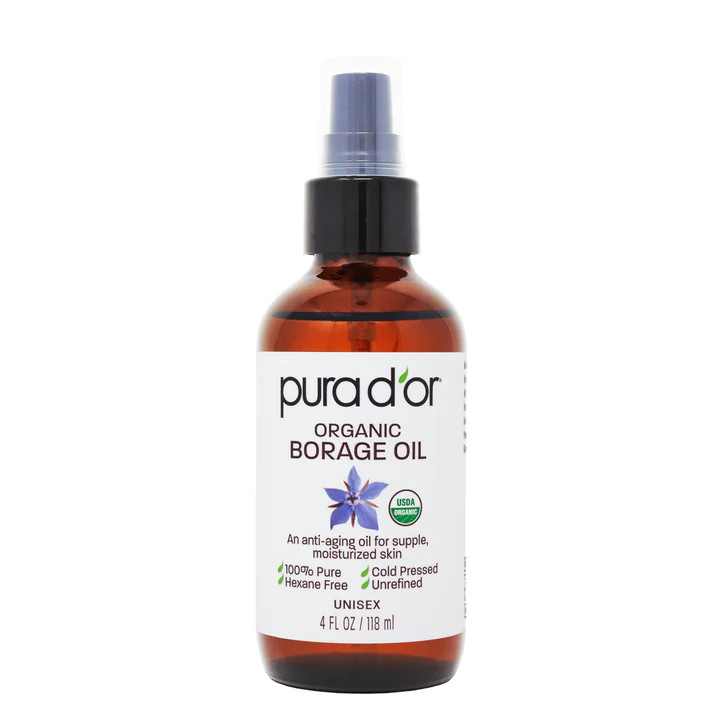 pura d'or
ORGANIC
BORAGE OIL
USDA
ORGANIC
An anti-aging oil for supple,
moisturized skin
100% Pure
Cold Pressed
Hexane Free
Unrefined
UNISEX
4 FL OZ / 118 ml